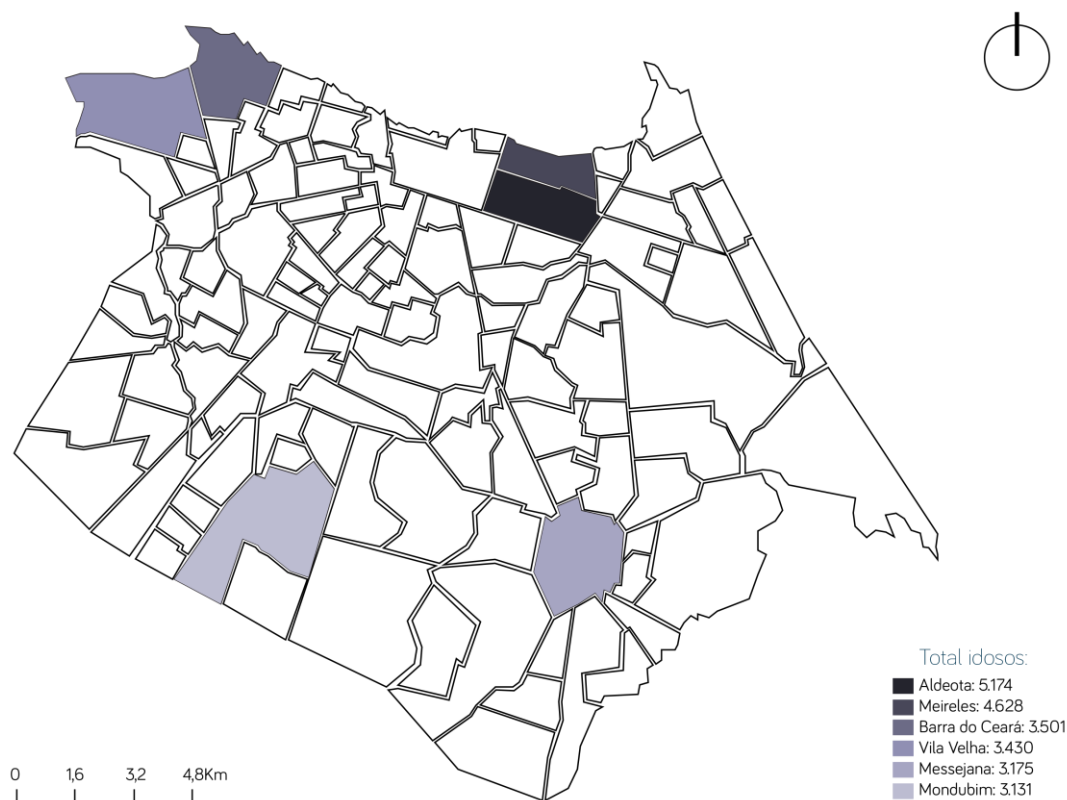 Total idosos:
Aldeota: 5.174
Meireles: 4.628
Barra do Ceará: 3.501
Vila Velha: 3.430
Messejana: 3.175
Mondubim: 3.131
0 1,6 3,2 4,8Km